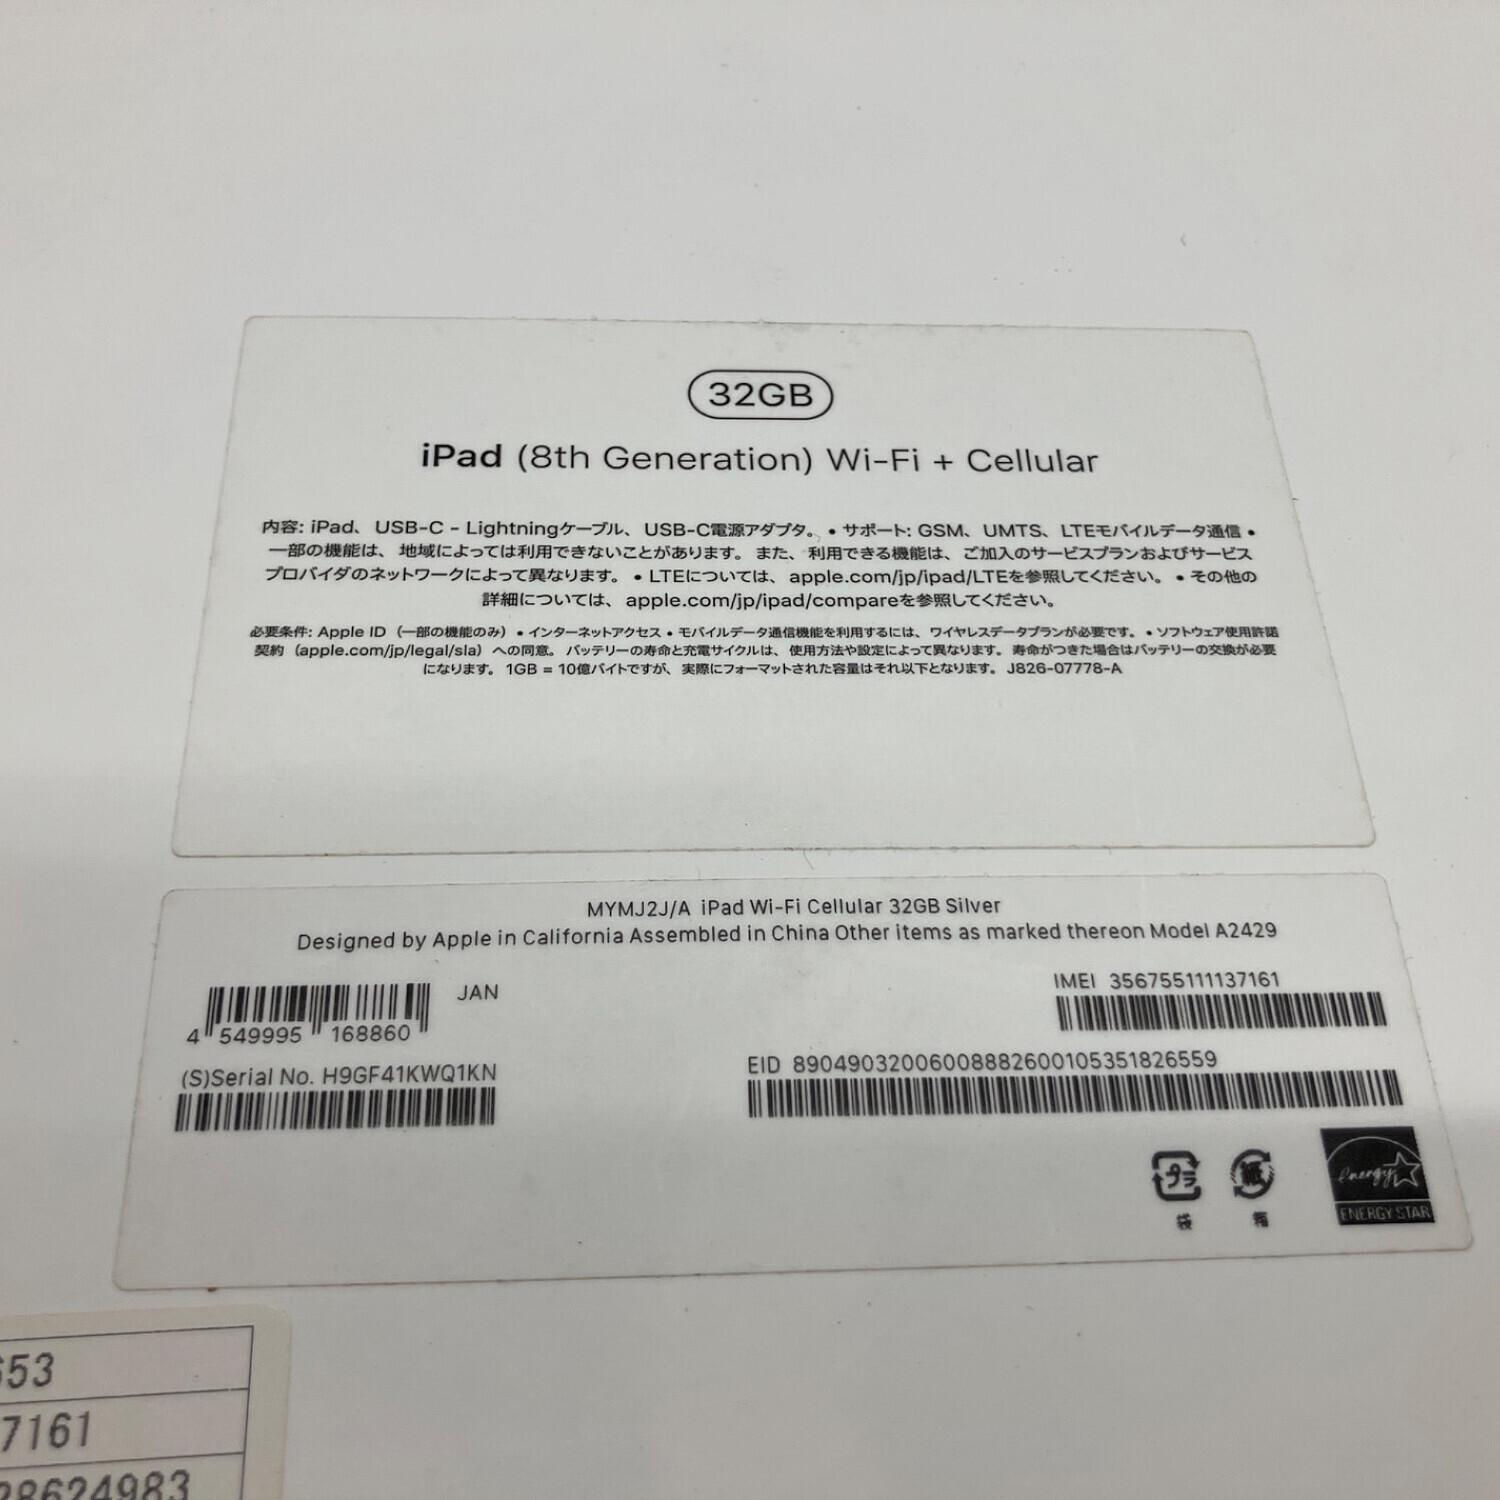 32GB
iPad (8th Generation) Wi-Fi + Cellular
内容: iPad、USB-C - Lightningケーブル、USB-C電源アダプタ。 • サポート: GSM、UMTS、LTEモバイルデータ通信 •
一部の機能は、地域によっては利用できないことがあります。また、利用できる機能は、ご加入のサービスプランおよびサービス
プロバイダのネットワークによって異なります。 • LTEについては、apple.com/jp/ipad/LTEを参照してください。 • その他の
詳細については、apple.com/jp/ipad/compareを参照してください。
必要条件: Apple ID（一部の機能のみ） • インターネットアクセス • モバイルデータ通信機能を利用するには、ワイヤレスデータプランが必要です。 • ソフトウェア使用許諾
契約（apple.com/jp/legal/sla）への同意。バッテリーの寿命と充電サイクルは、使用方法や設定によって異なります。寿命がつきた場合はバッテリーの交換が必要
になります。 1GB = 10億バイトですが、実際にフォーマットされた容量はそれ以下となります。 J826-07778-A
MYMJ2J/A iPad Wi-Fi Cellular 32GB Silver
Designed by Apple in California Assembled in China Other items as marked thereon Model A2429
JAN
4 549995 168860
IMEI 356755111137161
(S)Serial No. H9GF41KWQ1KN
EID 89049032006008882600105351826559
プラ
紙
袋
箱
energy
ENERGY STAR
653
7161
28624983